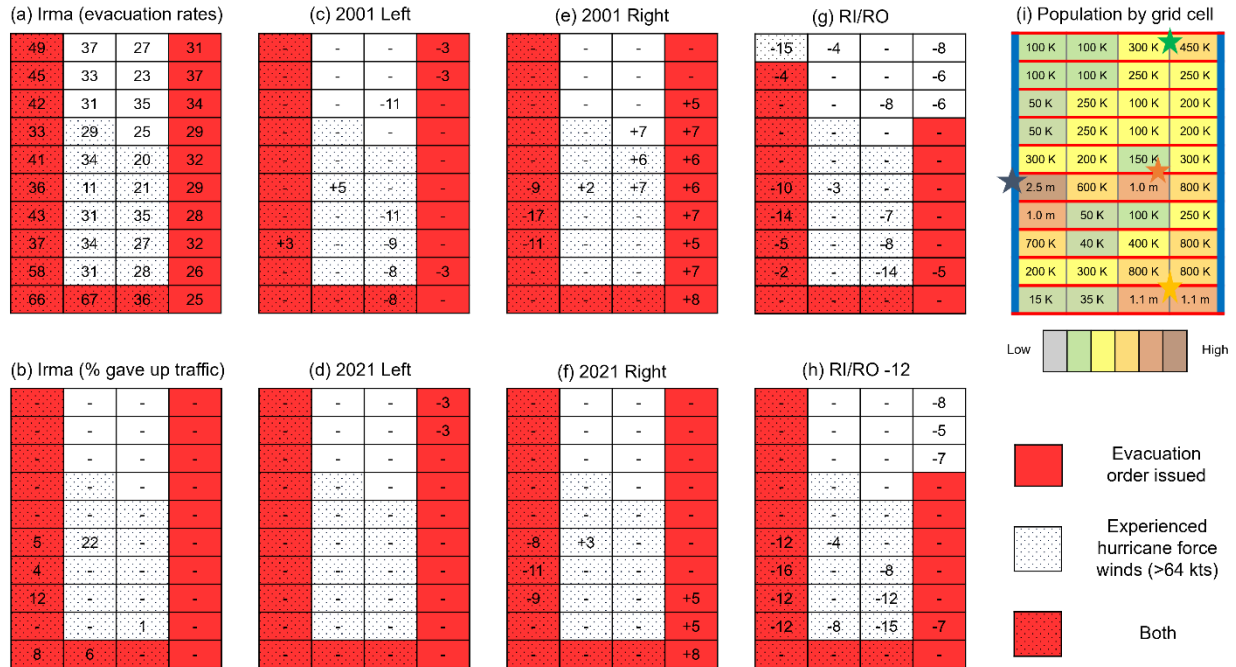 (a) Irma (evacuation rates)
49 37 27 31
45 33 23 37
42 31 35 34
33 29 25 29
41 34 20 32
36 11 21 29
43 31 35 28
37 34 27 32
58 31 28 26
66 67 36 25
(c) 2001 Left
- - - -3
- - - -3
- - -11 -
- - - -
- - - -
- +5 - -
- - -11 -
+3 - -9 -
- - -8 -3
- - -8 -
(e) 2001 Right
- - - -
- - - -
- - - +5
- - +7 +7
- - +6 +6
-9 +2 +7 +6
-17 - - +7
-11 - - +5
- - - +7
- - - +8
(g) RI/RO
-15 -4 - -8
-4 - - -6
- - -8 -6
- - - -
- - - -
-10 -3 - -
-14 - -7 -
-5 - -8 -
-2 - -14 -5
- - - -
(i) Population by grid cell
100 K 100 K 300 K 450 K
100 K 100 K 250 K 250 K
50 K 250 K 100 K 200 K
50 K 250 K 100 K 200 K
300 K 200 K 150 K 300 K
2.5 m 600 K 1.0 m 800 K
1.0 m 50 K 100 K 250 K
700 K 40 K 400 K 800 K
200 K 300 K 800 K 800 K
15 K 35 K 1.1 m 1.1 m
Low High
(b) Irma (% gave up traffic)
- - - -
- - - -
- - - -
- - - -
- - - -
5 22 - -
4 - - -
12 - - -
- - 1 -
8 6 - -
(d) 2021 Left
- - - -3
- - - -3
- - - -
- - - -
- - - -
- - - -
- - - -
- - - -
- - - -
- - - -
(f) 2021 Right
- - - -
- - - -
- - - -
- - - -
- - - -
-8 +3 - -
-11 - - -
-9 - - +5
- - - +5
- - - +8
(h) RI/RO -12
- - - -8
- - - -5
- - - -7
- - - -
- - - -
-12 -4 - -
-16 - -8 -
-12 - -12 -
-12 -8 -15 -7
- - - -
Evacuation
order issued
Experienced
hurricane force
winds (>64 kts)
Both